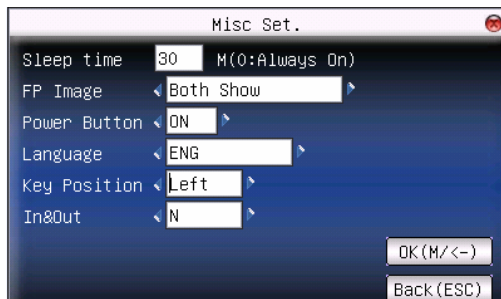 Misc Set.
Sleep time 30 M(0:Always On)
FP Image Both Show
Power Button ON
Language ENG
Key Position Left
In&Out N
OK(M/<-)
Back(ESC)